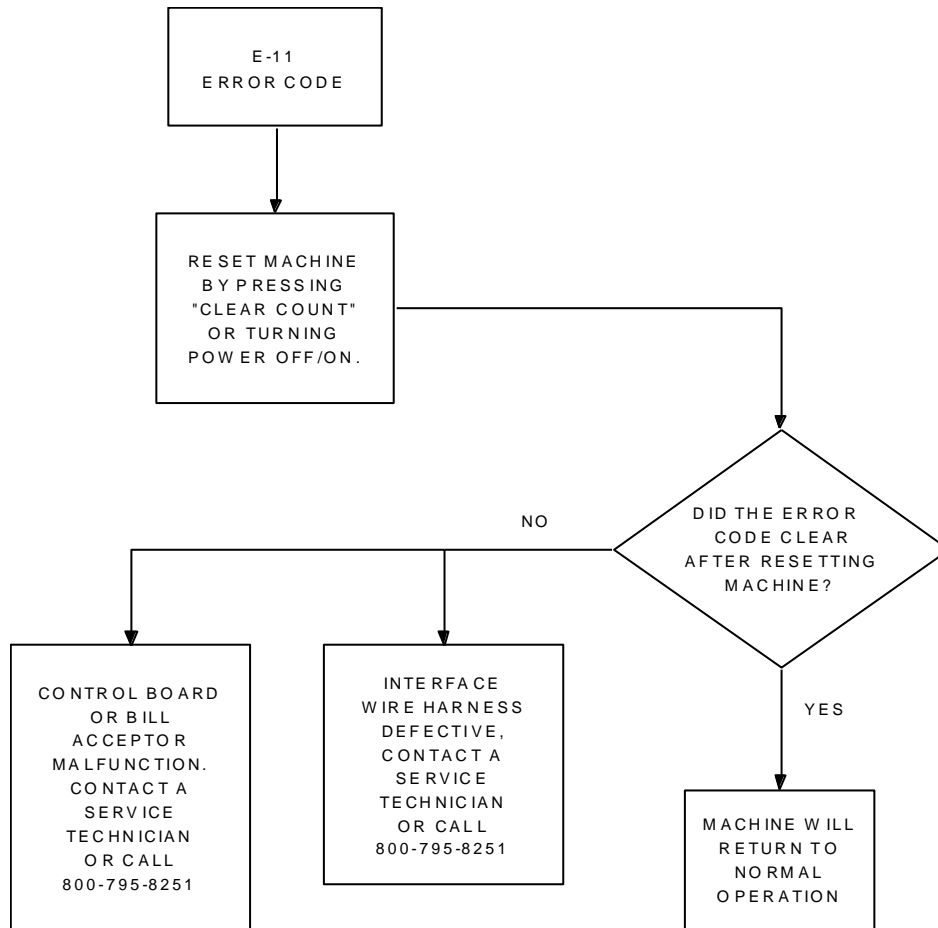 E-11
ERROR CODE
RESET MACHINE
BY PRESSING
"CLEAR COUNT"
OR TURNING
POWER OFF/ON.
DID THE ERROR
CODE CLEAR
AFTER RESETTING
MACHINE?
NO
YES
CONTROL BOARD
OR BILL
ACCEPTOR
MALFUNCTION.
CONTACT A
SERVICE
TECHNICIAN
OR CALL
800-795-8251
INTERFACE
WIRE HARNESS
DEFECTIVE,
CONTACT A
SERVICE
TECHNICIAN
OR CALL
800-795-8251
MACHINE WILL
RETURN TO
NORMAL
OPERATION